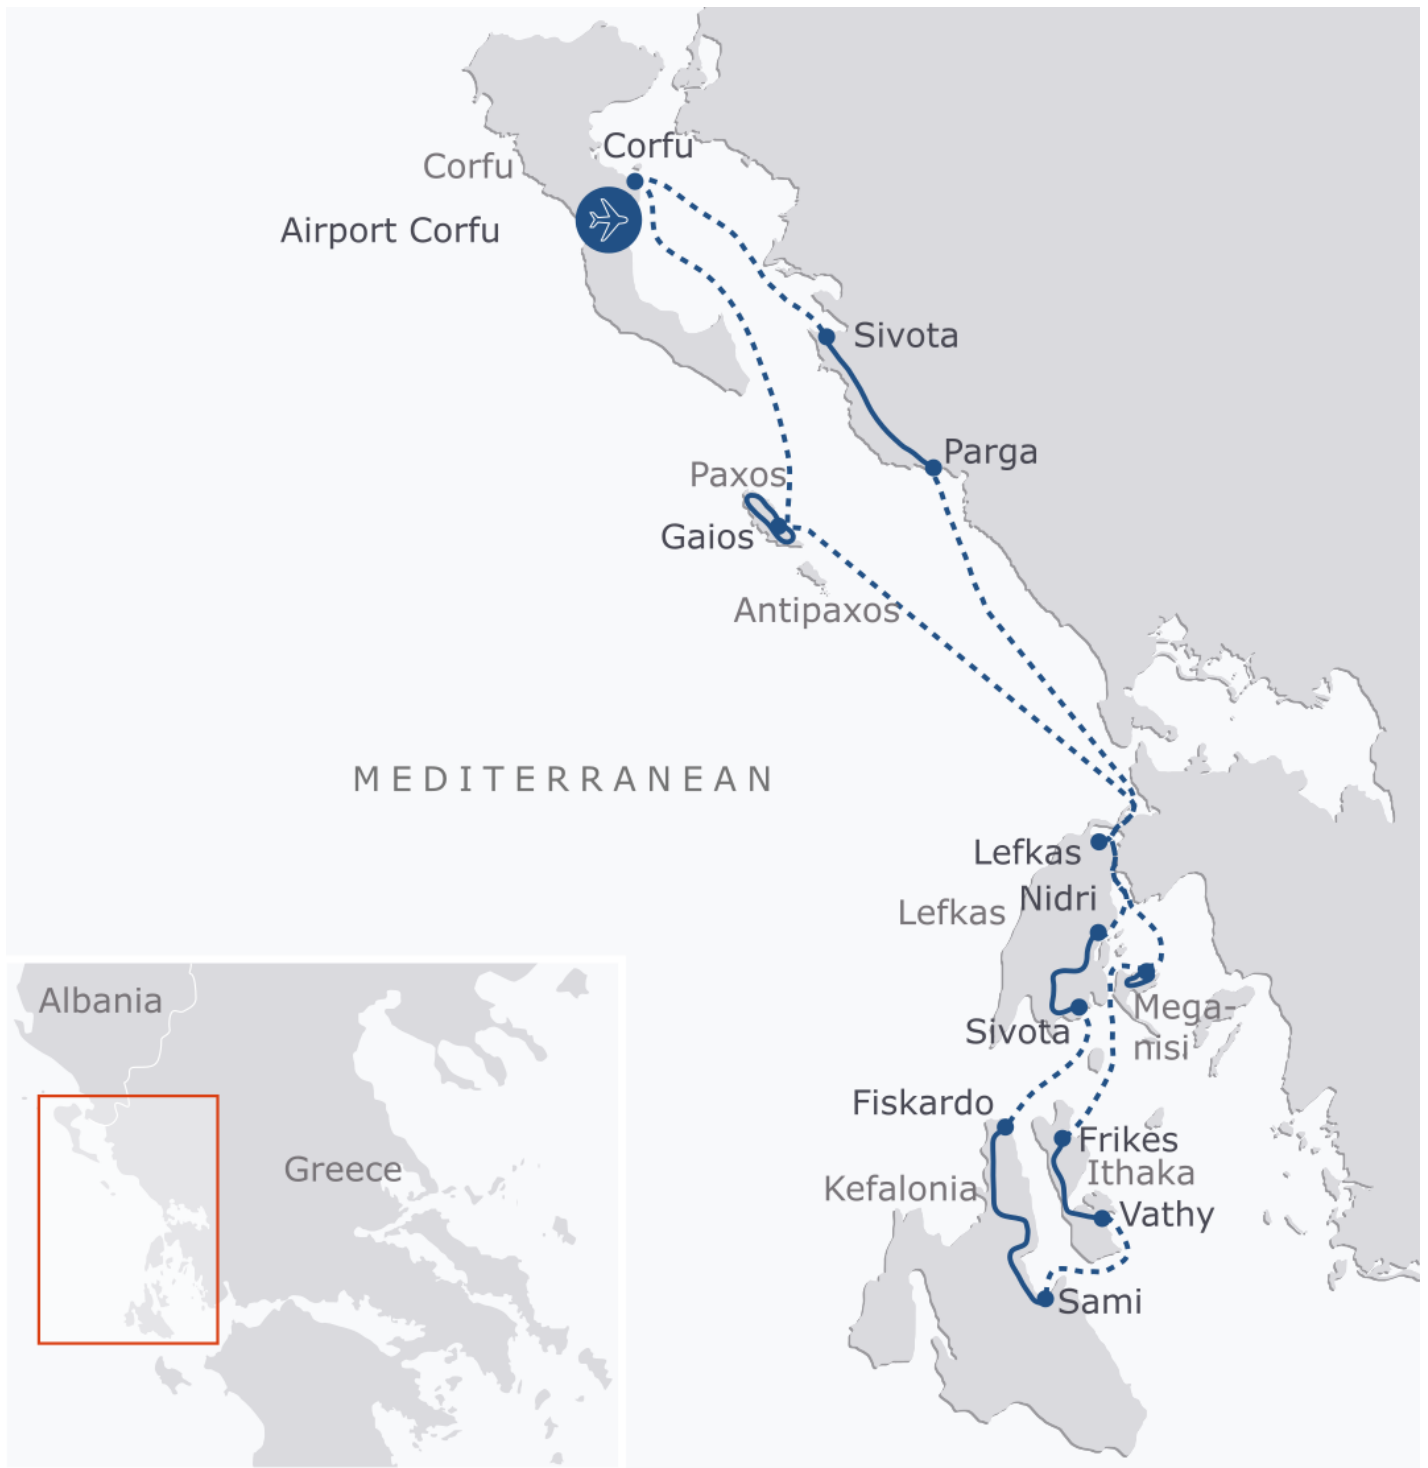 Corfu
Corfu
Airport Corfu
Sivota
Parga
Paxos
Gaios
Antipaxos
MEDITERRANEAN
Lefkas
Nidri
Lefkas
Mega-
nisi
Sivota
Fiskardo
Frikes
Ithaka
Kefalonia
Vathy
Sami
Albania
Greece